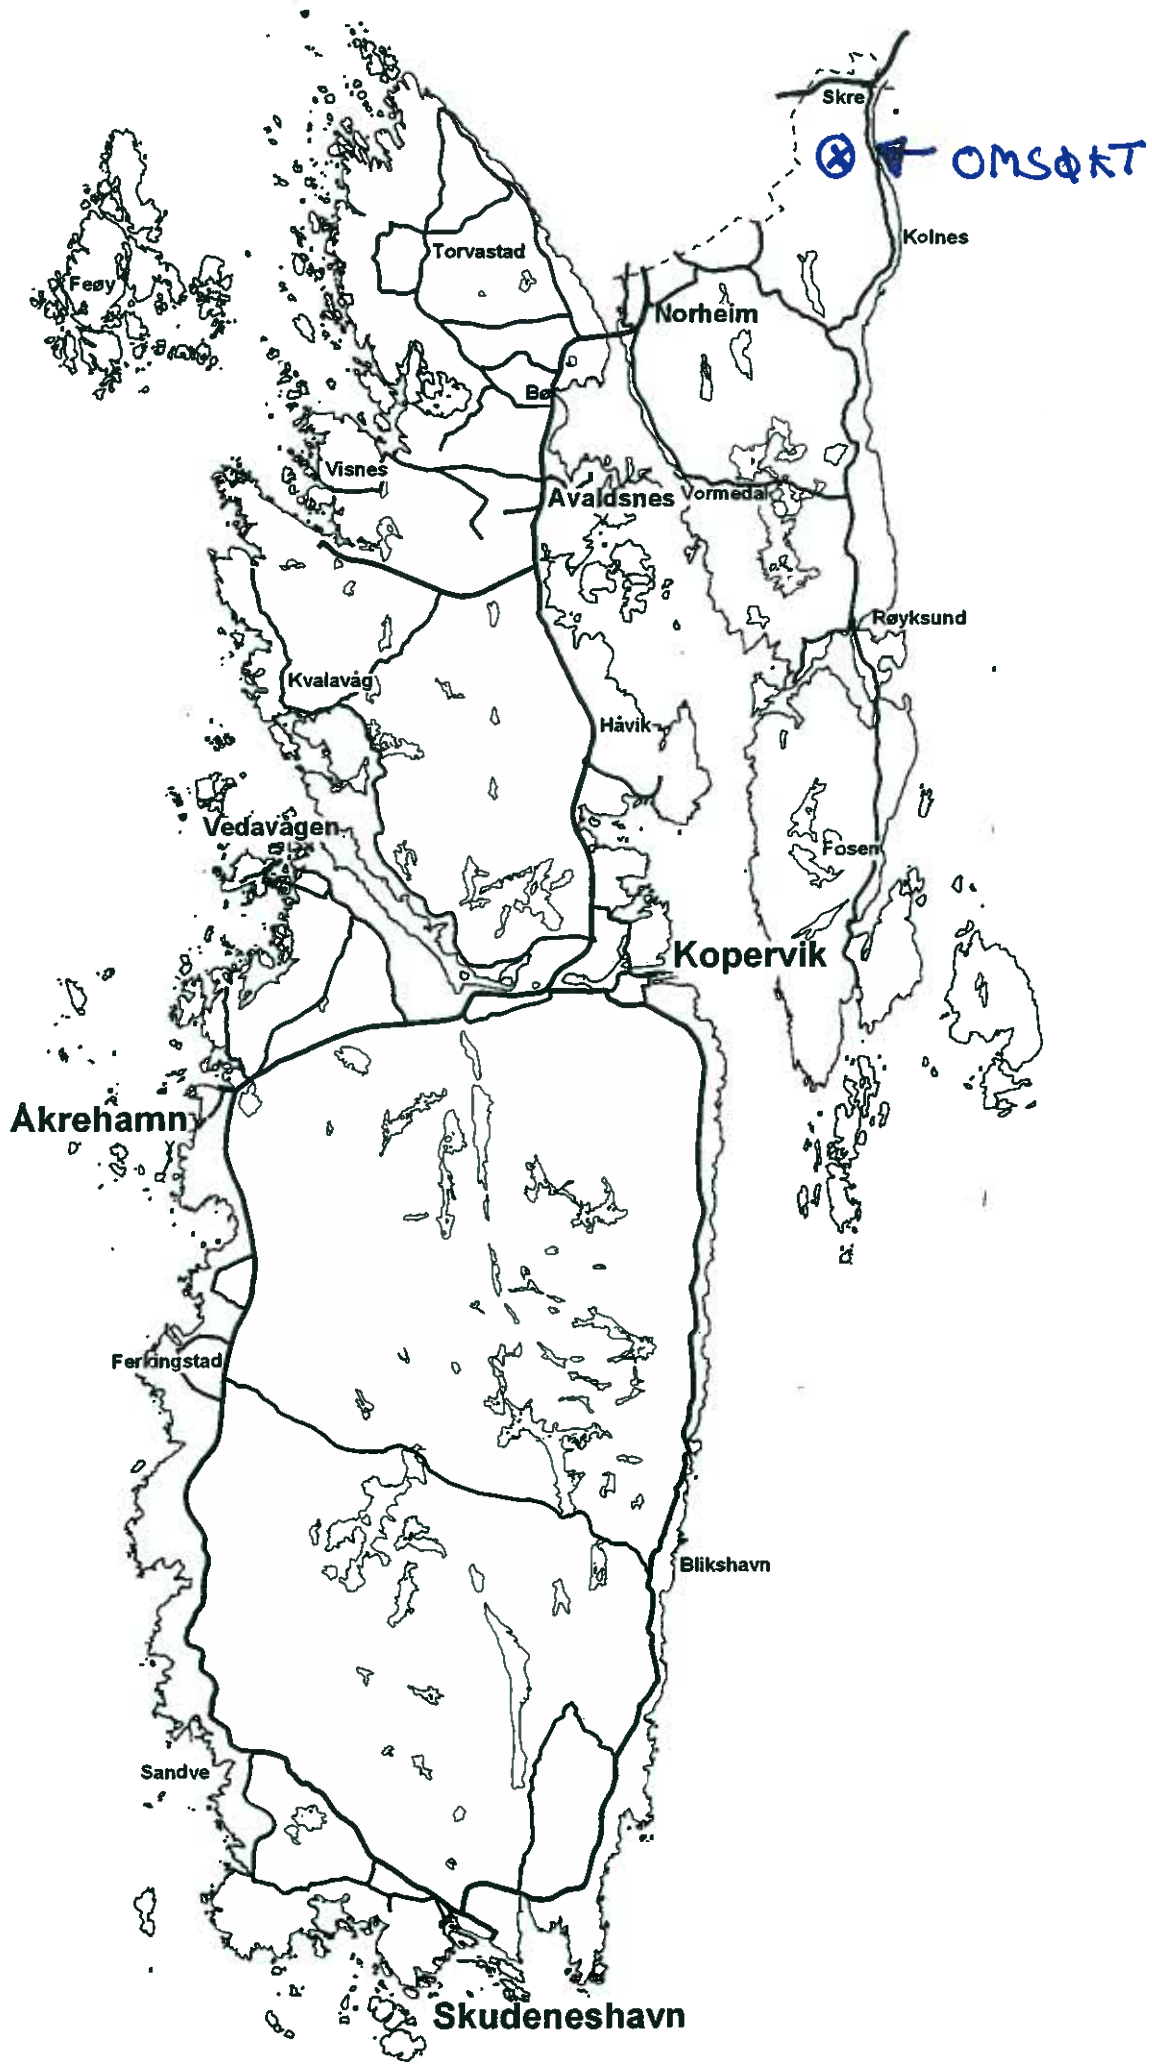 Skre
OMSØKT
Kolnes
Torvastad
Feøy
Norheim
Bø
Visnes
Avaldsnes
Vormedal
Røyksund
Kvalavåg
Håvik
Vedavågen
Fosen
Kopervik
Åkrehamn
Ferkingstad
Blikshavn
Sandve
Skudeneshavn